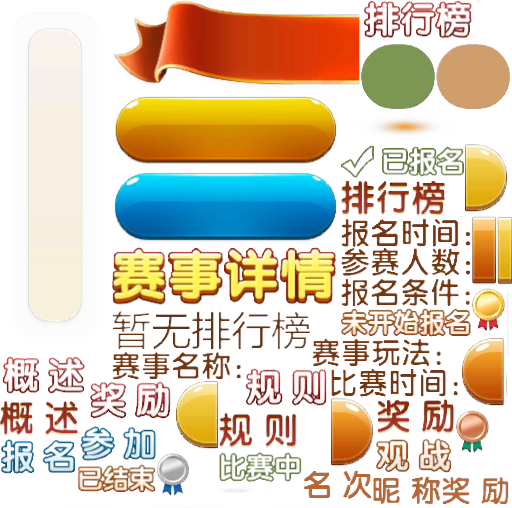 排行榜
已报名
排行榜
报名时间：
参赛人数：
赛事详情
报名条件：
未开始报名
暂无排行榜
赛事名称：
赛事玩法：
概 述
奖 励
规 则
比赛时间：
概 述
规 则
奖 励
报 名
参 加
观 战
已结束
比赛中
名 次
昵 称
奖 励